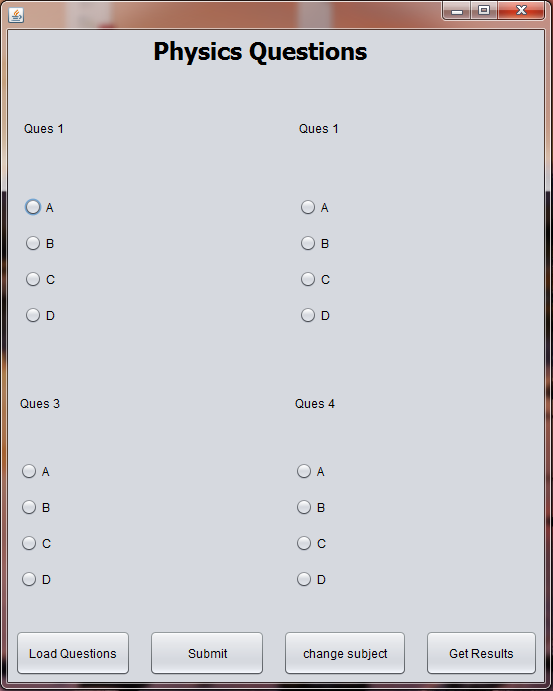 Physics Questions
Ques 1
A
B
C
D
Ques 1
A
B
C
D
Ques 3
A
B
C
D
Ques 4
A
B
C
D
Load Questions
Submit
change subject
Get Results